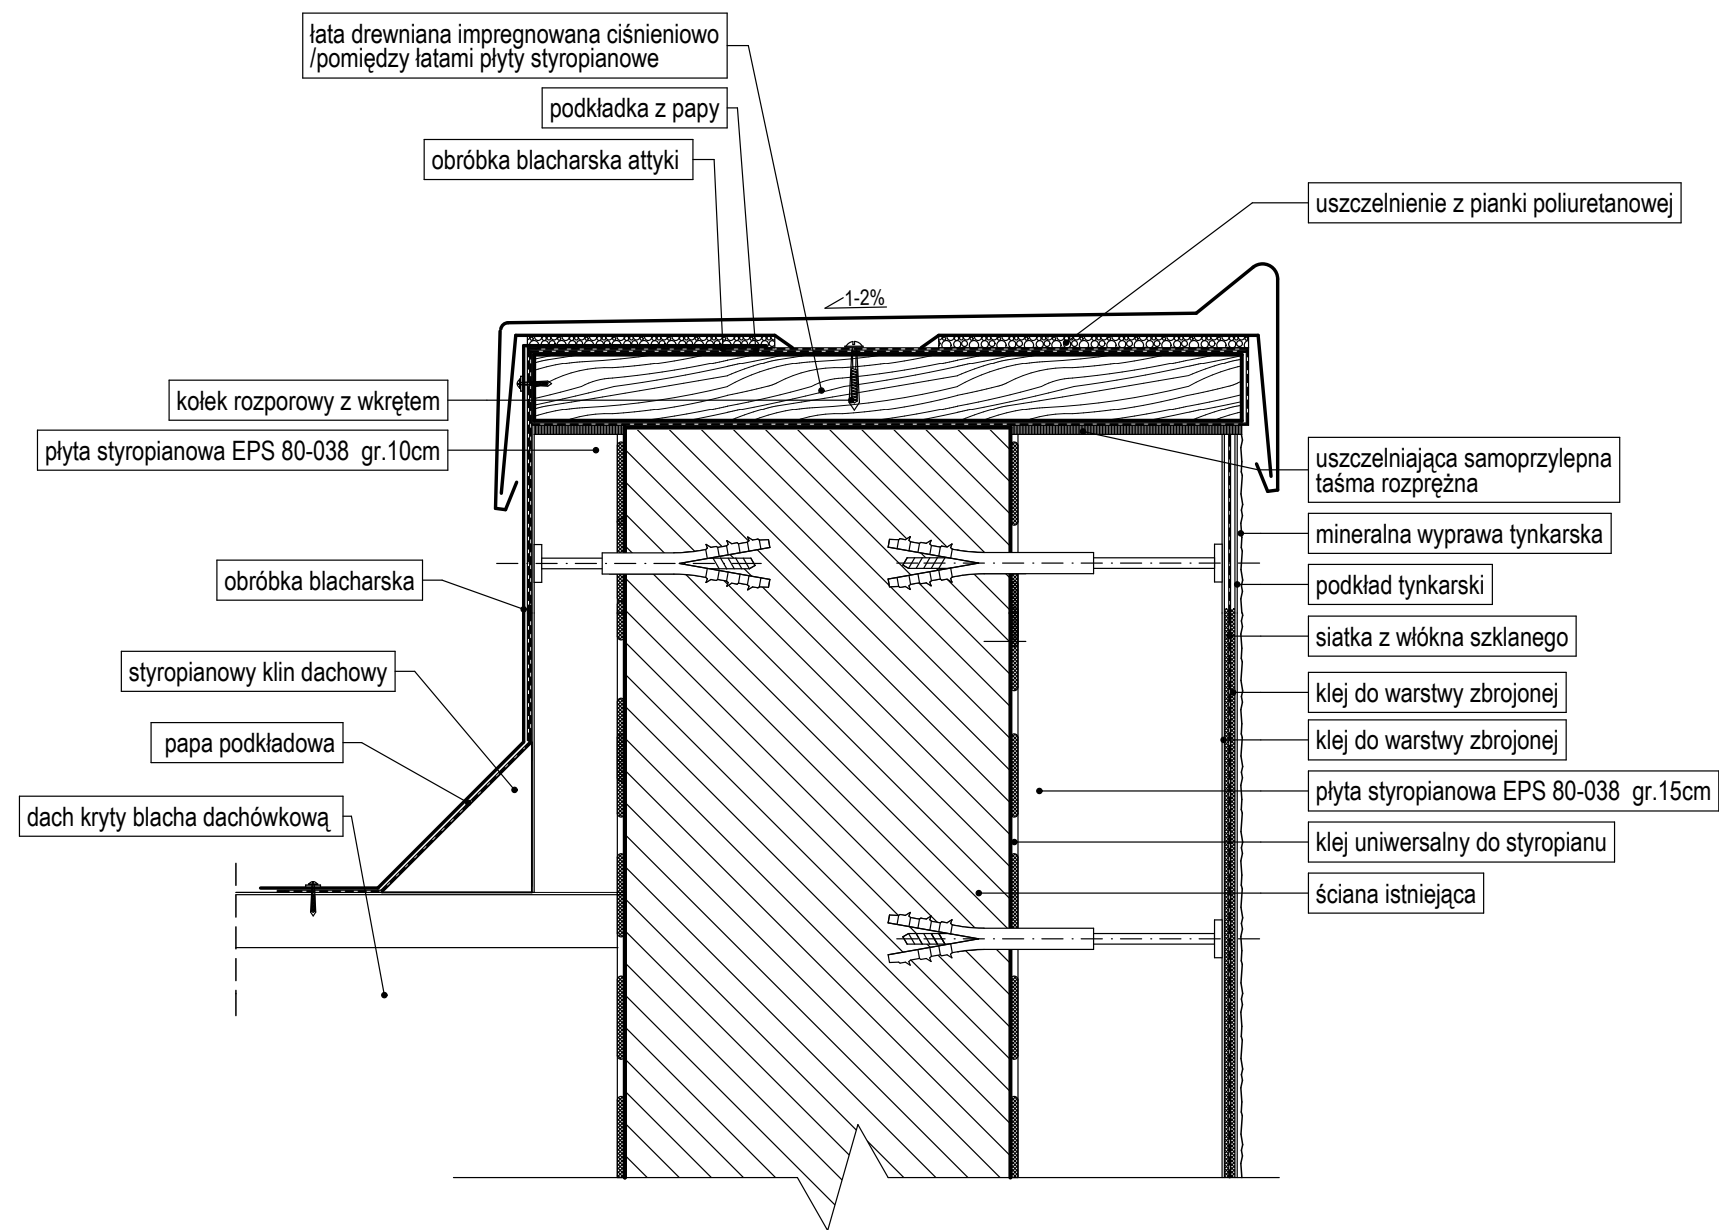 łata drewniana impregnowana ciśnieniowo
/pomiędzy łatami płyty styropianowe
podkładka z papy
obróbka blacharska attyki
uszczelnienie z pianki poliuretanowej
1-2%
kołek rozporowy z wkrętem
płyta styropianowa EPS 80-038 gr.10cm
uszczelniająca samoprzylepna
taśma rozprężna
mineralna wyprawa tynkarska
obróbka blacharska
podkład tynkarski
siatka z włókna szklanego
styropianowy klin dachowy
klej do warstwy zbrojonej
papa podkładowa
klej do warstwy zbrojonej
płyta styropianowa EPS 80-038 gr.15cm
dach kryty blacha dachówkową
klej uniwersalny do styropianu
ściana istniejąca